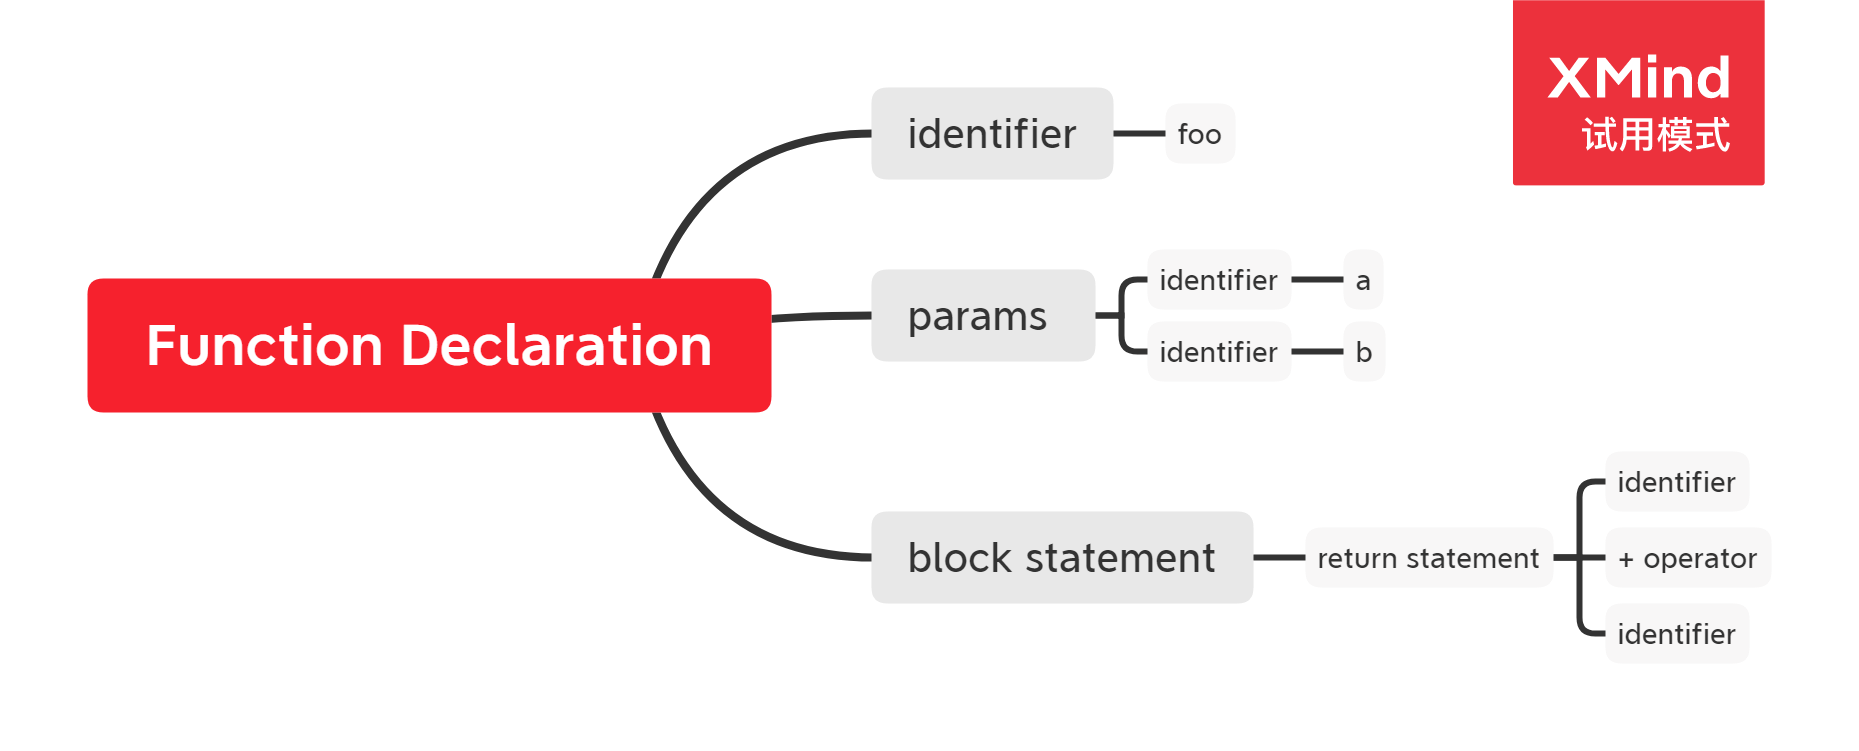 XMind
试用模式
identifier
foo
Function Declaration
params
identifier
a
identifier
b
block statement
return statement
identifier
+ operator
identifier